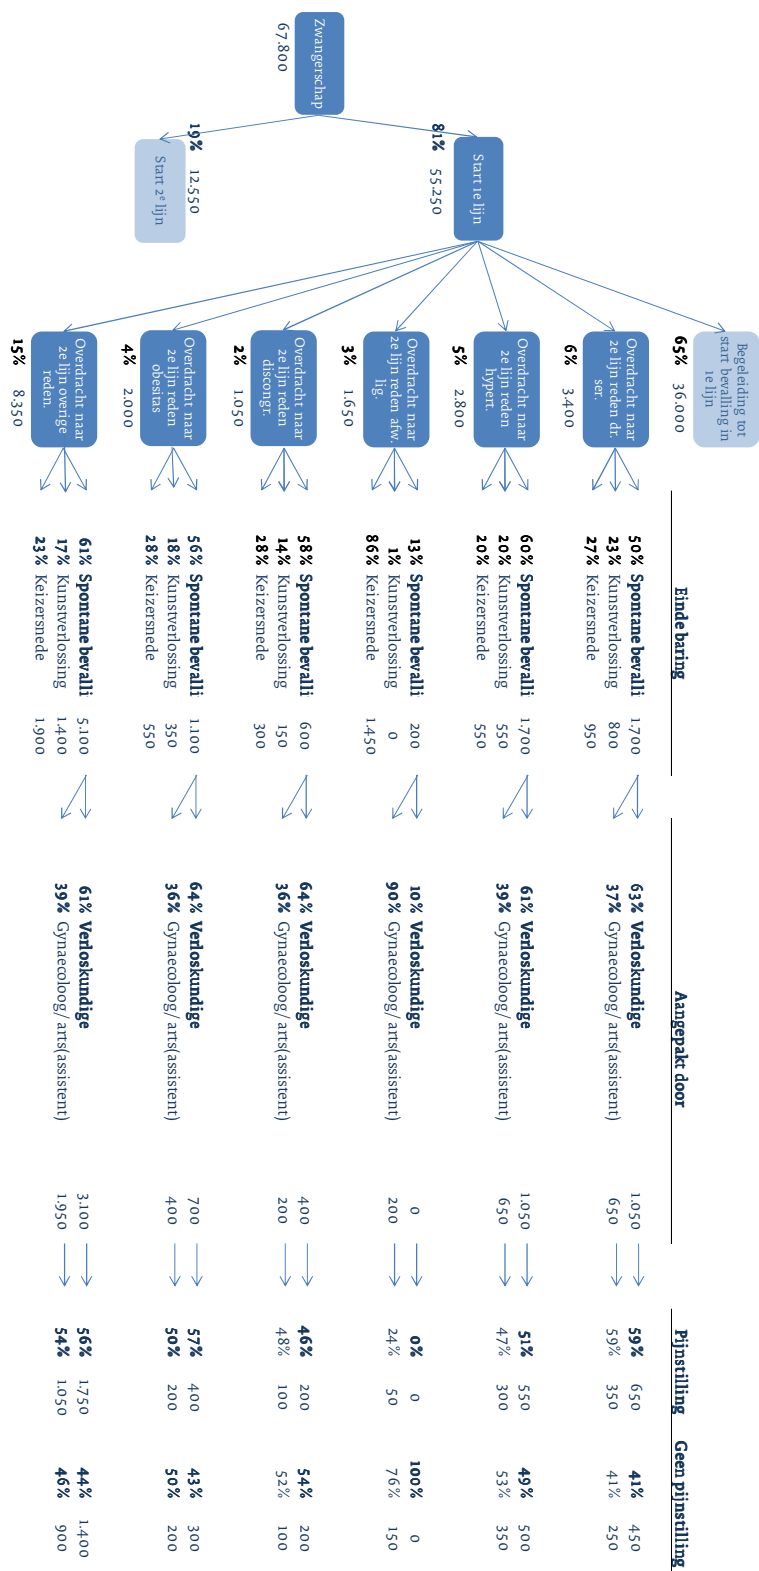 Zwangerschap
67.800
81%
55.250
Start 1e lijn
19%
12.550
Start 2e lijn
Einde baring
Aangepakt door
Pijnstilling
Geen pijnstilling
Begeleiding tot
start bevalling in
1e lijn
65% 36.000
Overdracht naar
2e lijn reden dr.
ser.
6% 3.400
50% Spontane bevalli 1.700
23% Kunstverlossing 800
27% Keizersnede 950
63% Verloskundige 1.050 59% 650 41% 450
37% Gynaecoloog/ arts(assistent) 650 59% 350 41% 250
Overdracht naar
2e lijn reden
hypert.
5% 2.800
60% Spontane bevalli 1.700
20% Kunstverlossing 550
20% Keizersnede 550
61% Verloskundige 1.050 51% 550 49% 500
39% Gynaecoloog/ arts(assistent) 650 47% 300 53% 350
Overdracht naar
2e lijn reden afw.
lig.
3% 1.650
13% Spontane bevalli 200
1% Kunstverlossing 0
86% Keizersnede 1.450
10% Verloskundige 0 0% 0 100% 0
90% Gynaecoloog/ arts(assistent) 200 24% 50 76% 150
Overdracht naar
2e lijn reden
discongr.
2% 1.050
58% Spontane bevalli 600
14% Kunstverlossing 150
28% Keizersnede 300
64% Verloskundige 400 46% 200 54% 200
36% Gynaecoloog/ arts(assistent) 200 48% 100 52% 100
Overdracht naar
2e lijn reden
obesitas
4% 2.000
56% Spontane bevalli 1.100
18% Kunstverlossing 350
28% Keizersnede 550
64% Verloskundige 700 57% 400 43% 300
36% Gynaecoloog/ arts(assistent) 400 50% 200 50% 200
Overdracht naar
2e lijn overige
reden.
15% 8.350
61% Spontane bevalli 5.100
17% Kunstverlossing 1.400
23% Keizersnede 1.900
61% Verloskundige 3.100 56% 1.750 44% 1.400
39% Gynaecoloog/ arts(assistent) 1.950 54% 1.050 46% 900